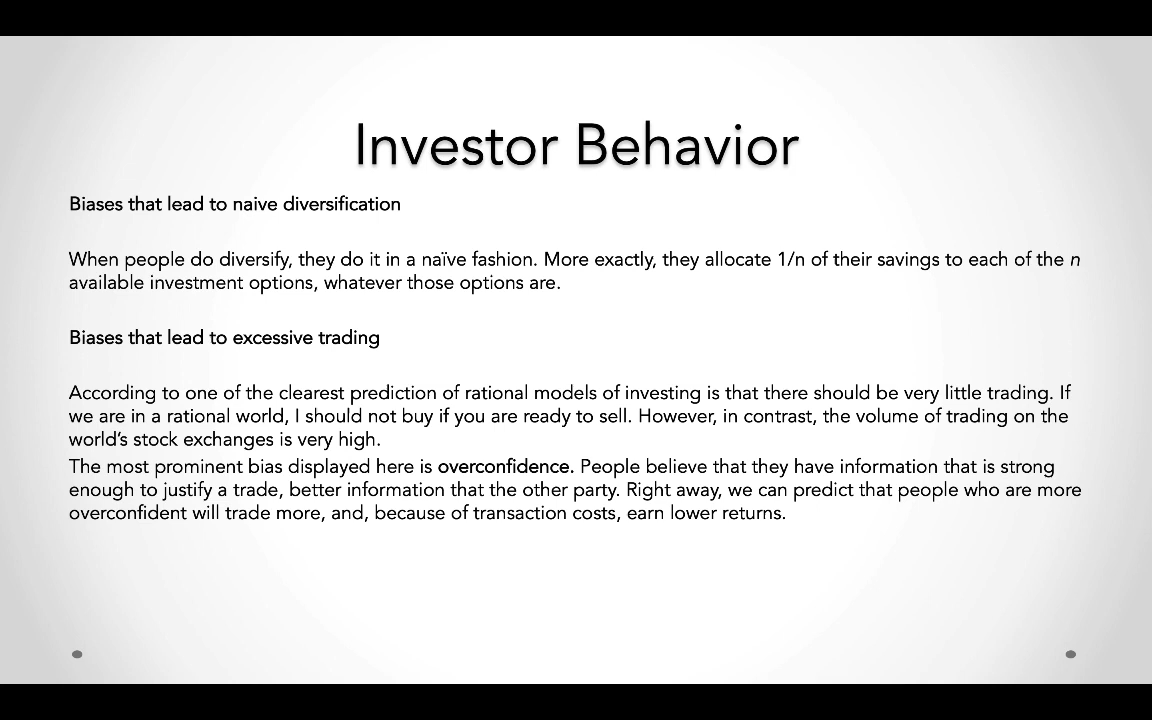 Investor Behavior
Biases that lead to naive diversification
When people do diversify, they do it in a naïve fashion. More exactly, they allocate 1/n of their savings to each of the n
available investment options, whatever those options are.
Biases that lead to excessive trading
According to one of the clearest prediction of rational models of investing is that there should be very little trading. If
we are in a rational world, I should not buy if you are ready to sell. However, in contrast, the volume of trading on the
world's stock exchanges is very high.
The most prominent bias displayed here is overconfidence. People believe that they have information that is strong
enough to justify a trade, better information that the other party. Right away, we can predict that people who are more
overconfident will trade more, and, because of transaction costs, earn lower returns.